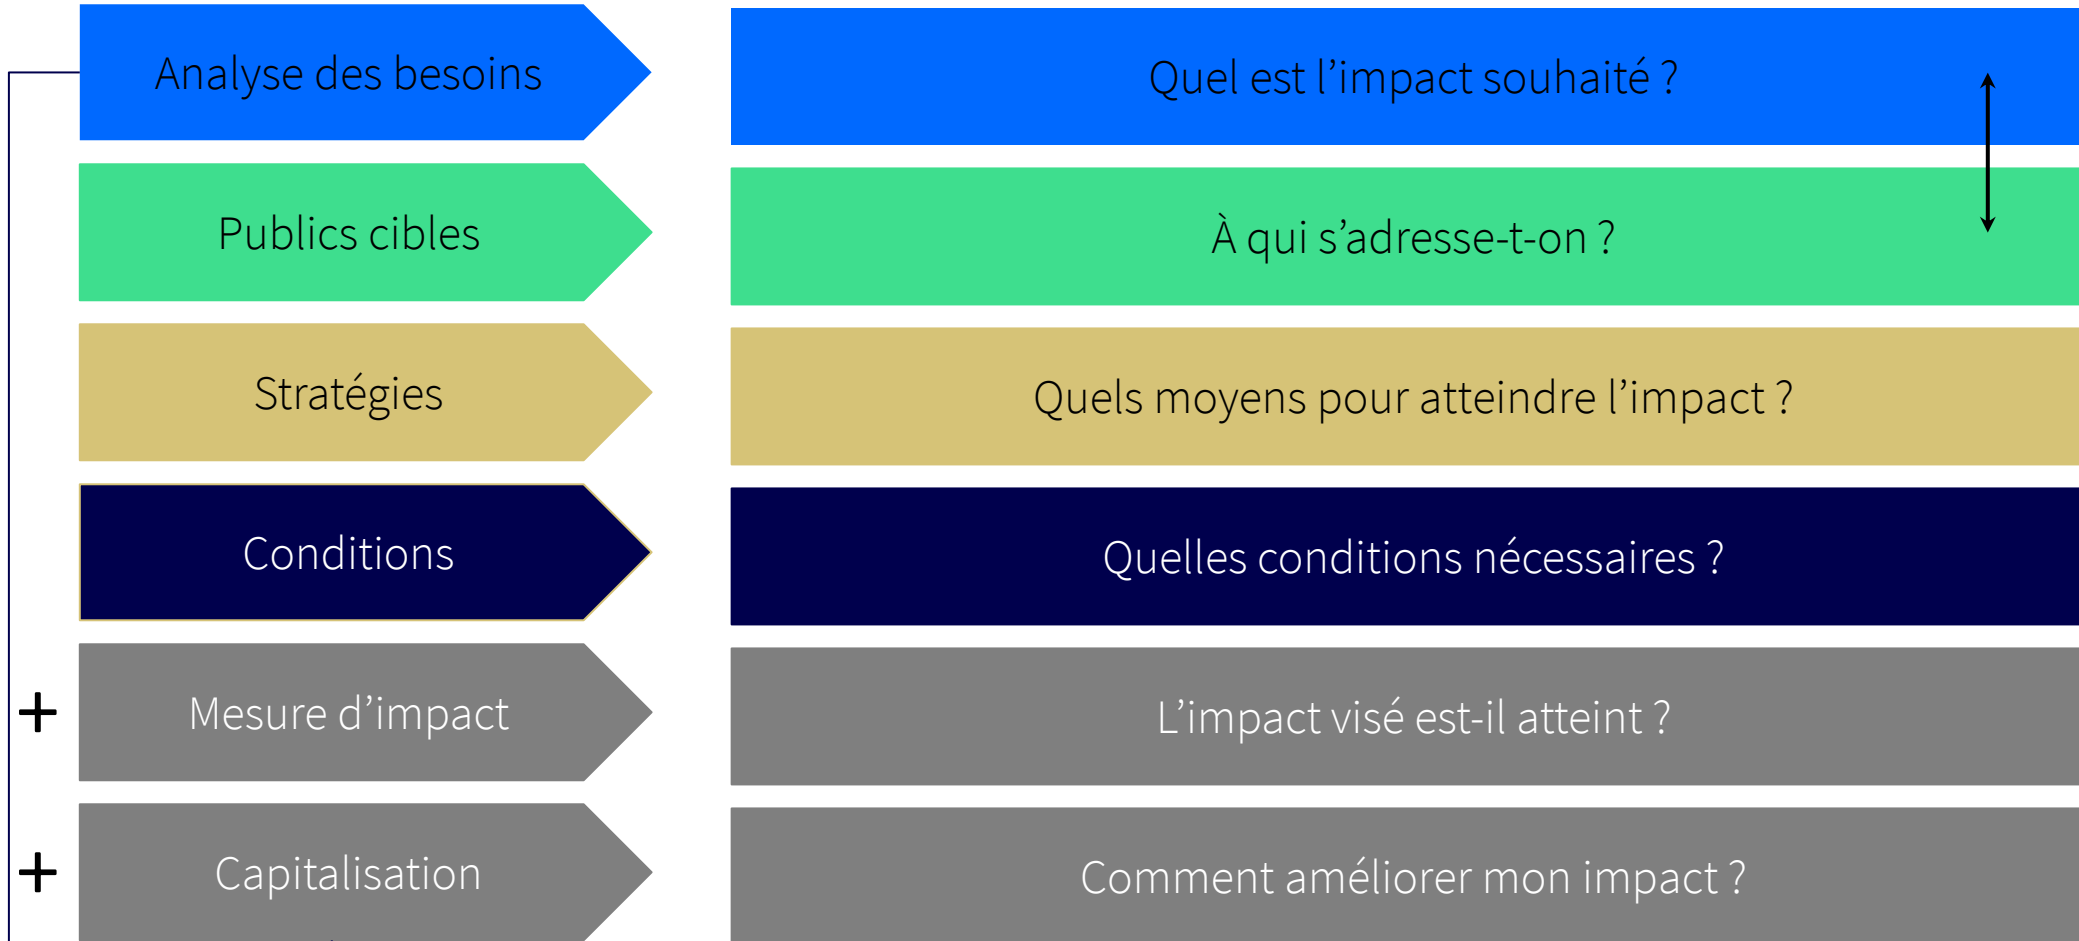 Analyse des besoins
Quel est l’impact souhaité ?
Publics cibles
À qui s’adresse-t-on ?
Stratégies
Quels moyens pour atteindre l’impact ?
Conditions
Quelles conditions nécessaires ?
+ Mesure d’impact
L’impact visé est-il atteint ?
+ Capitalisation
Comment améliorer mon impact ?